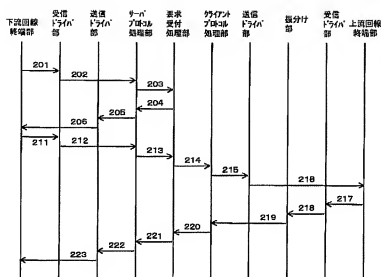 下流回線
終端部
受信
ドライバ
部
送信
ドライバ
部
サーバ
プロトコル
処理部
要求
受付
処理部
クライアント
プロトコル
処理部
送信
ドライバ
部
振分け
部
受信
ドライバ
部
上流回線
終端部
201
202
203
204
205
206
211
212
213
214
215
216
217
218
219
220
221
222
223